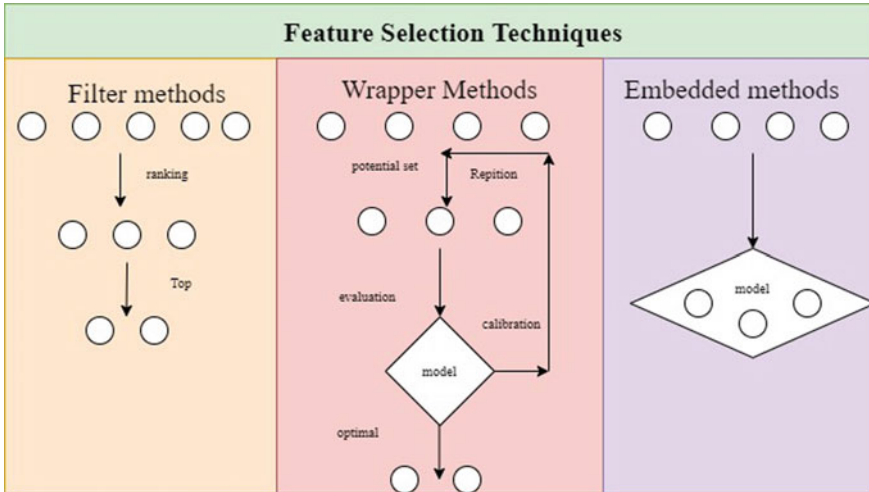 Feature Selection Techniques
Filter methods
ranking
Top
Wrapper Methods
potential set
Repition
evaluation
calibration
model
optimal
Embedded methods
model